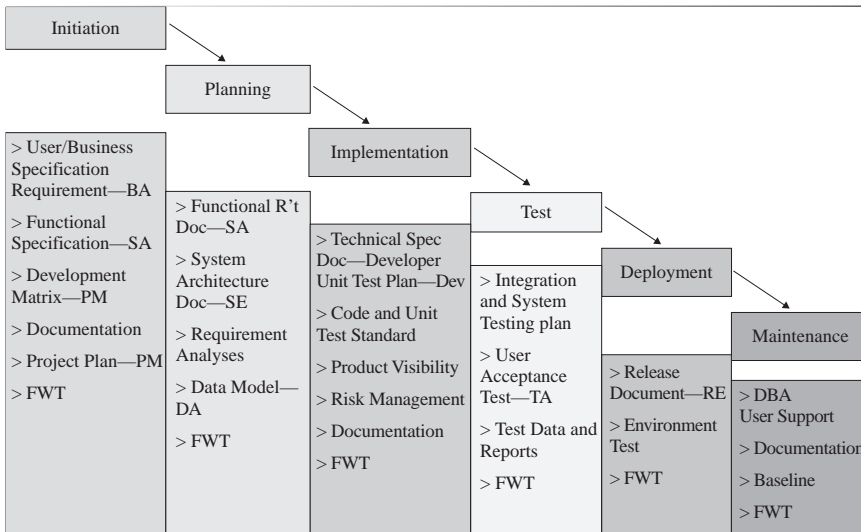 Initiation
> User/Business
Specification
Requirement—BA
> Functional
Specification—SA
> Development
Matrix—PM
> Documentation
> Project Plan—PM
> FWT
Planning
> Functional R't
Doc—SA
> System
Architecture
Doc—SE
> Requirement
Analyses
> Data Model—
DA
> FWT
Implementation
> Technical Spec
Doc—Developer
Unit Test Plan—Dev
> Code and Unit
Test Standard
> Product Visibility
> Risk Management
> Documentation
> FWT
Test
> Integration
and System
Testing plan
> User
Acceptance
Test—TA
> Test Data and
Reports
> FWT
Deployment
> Release
Document—RE
> Environment
Test
> FWT
Maintenance
> DBA
User Support
> Documentation
> Baseline
> FWT